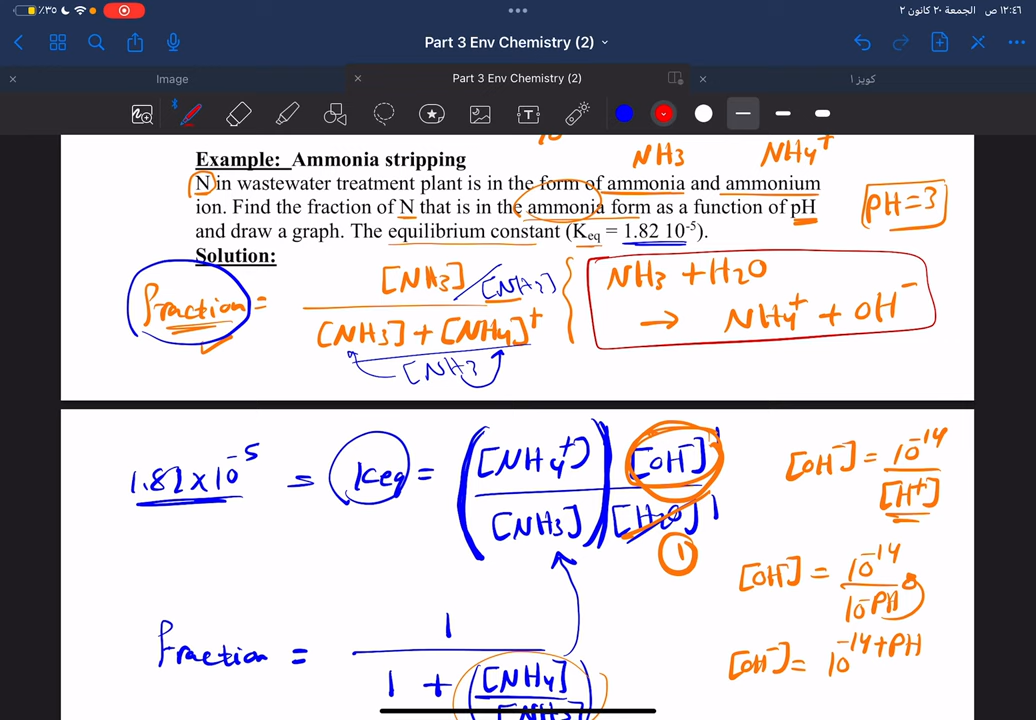 ٪٣٥
١٢:٤٦ ص الجمعة ٢٠ كانون ٢
Part 3 Env Chemistry (2)
Image
Part 3 Env Chemistry (2)
كويز ١
NH3 NH4+
Example: Ammonia stripping
N in wastewater treatment plant is in the form of ammonia and ammonium
ion. Find the fraction of N that is in the ammonia form as a function of pH
and draw a graph. The equilibrium constant (Keq = 1.82 10-5).
PH=3
Solution:
fraction = [NH3] / [NH3]
[NH3] + [NH4]+
[NH3
NH3 + H2O
→ NH4+ + OH-
1.82 x 10-5 = Keq = [NH4+] [OH-]
[NH3] [H2O]
1
[OH-] = 10-14
[H+]
[OH-] = 10-14
10-PH
[OH-] = 10-14+PH
fraction = 1
1 + [NH4]
[NH3]